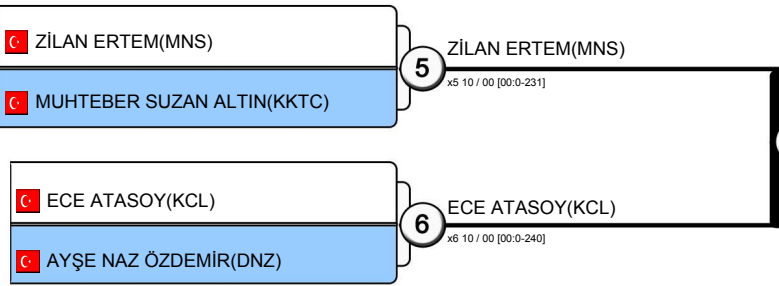 ZİLAN ERTEM(MNS)
MUHTEBER SUZAN ALTIN(KKTC)
5
ZİLAN ERTEM(MNS)
x5 10 / 00 [00:0-231]
ECE ATASOY(KCL)
AYŞE NAZ ÖZDEMİR(DNZ)
6
ECE ATASOY(KCL)
x6 10 / 00 [00:0-240]